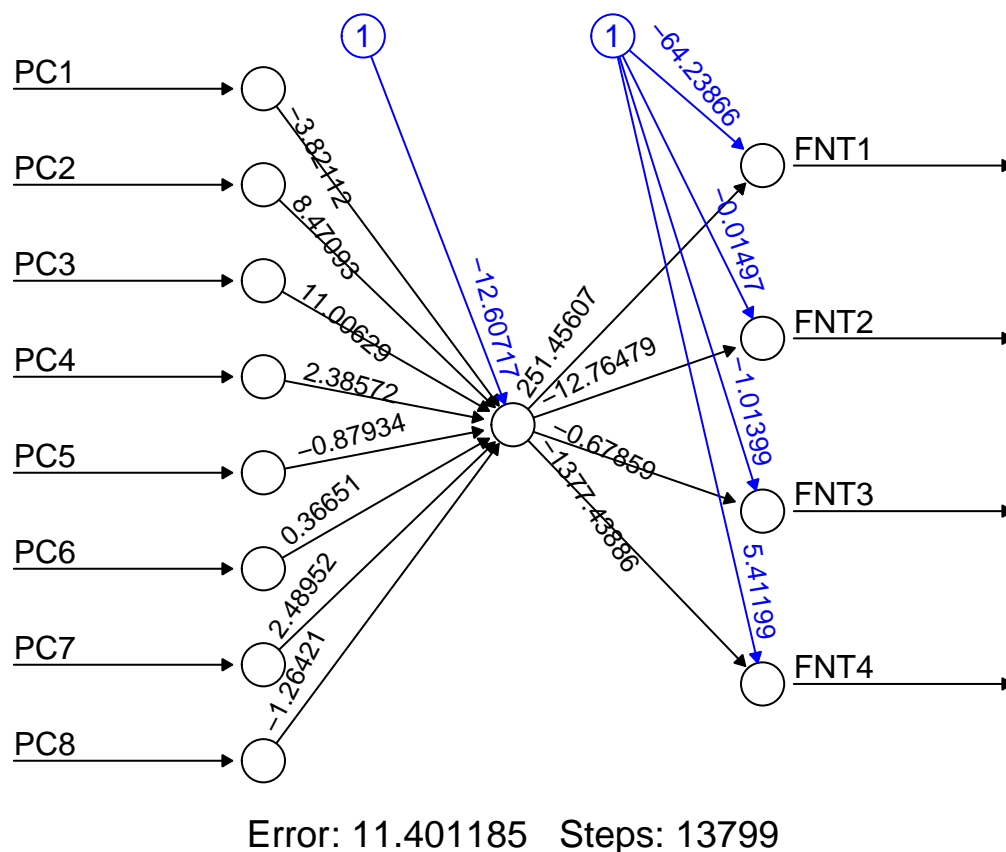 1
1
−64.23866
PC1
−3.82112
FNT1
PC2
8.47093
−0.01497
PC3
11.00629
−12.60717
251.45607
FNT2
PC4
2.38572
−12.76479
−1.01399
PC5
−0.87934
−0.67859
FNT3
PC6
0.36651
−1377.43886
5.41199
PC7
2.48952
FNT4
PC8
−1.26421
Error: 11.401185 Steps: 13799